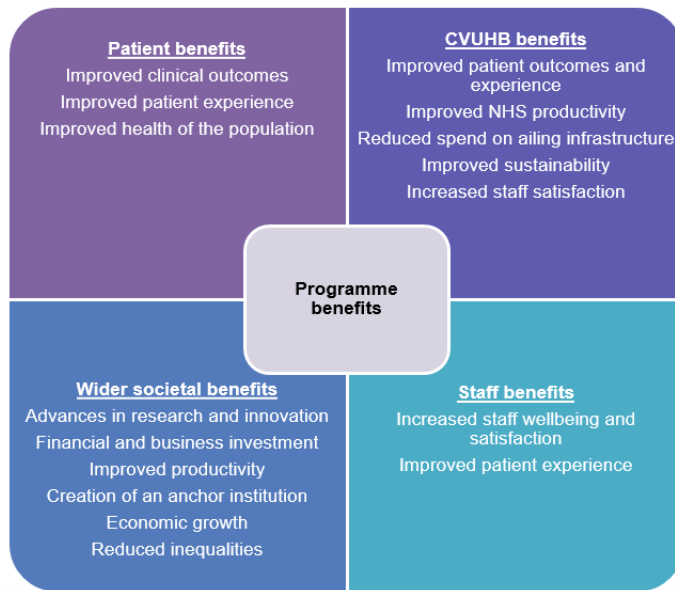 Patient benefits
Improved clinical outcomes
Improved patient experience
Improved health of the population
CVUHB benefits
Improved patient outcomes and
experience
Improved NHS productivity
Reduced spend on ailing infrastructure
Improved sustainability
Increased staff satisfaction
Programme
benefits
Wider societal benefits
Advances in research and innovation
Financial and business investment
Improved productivity
Creation of an anchor institution
Economic growth
Reduced inequalities
Staff benefits
Increased staff wellbeing and
satisfaction
Improved patient experience